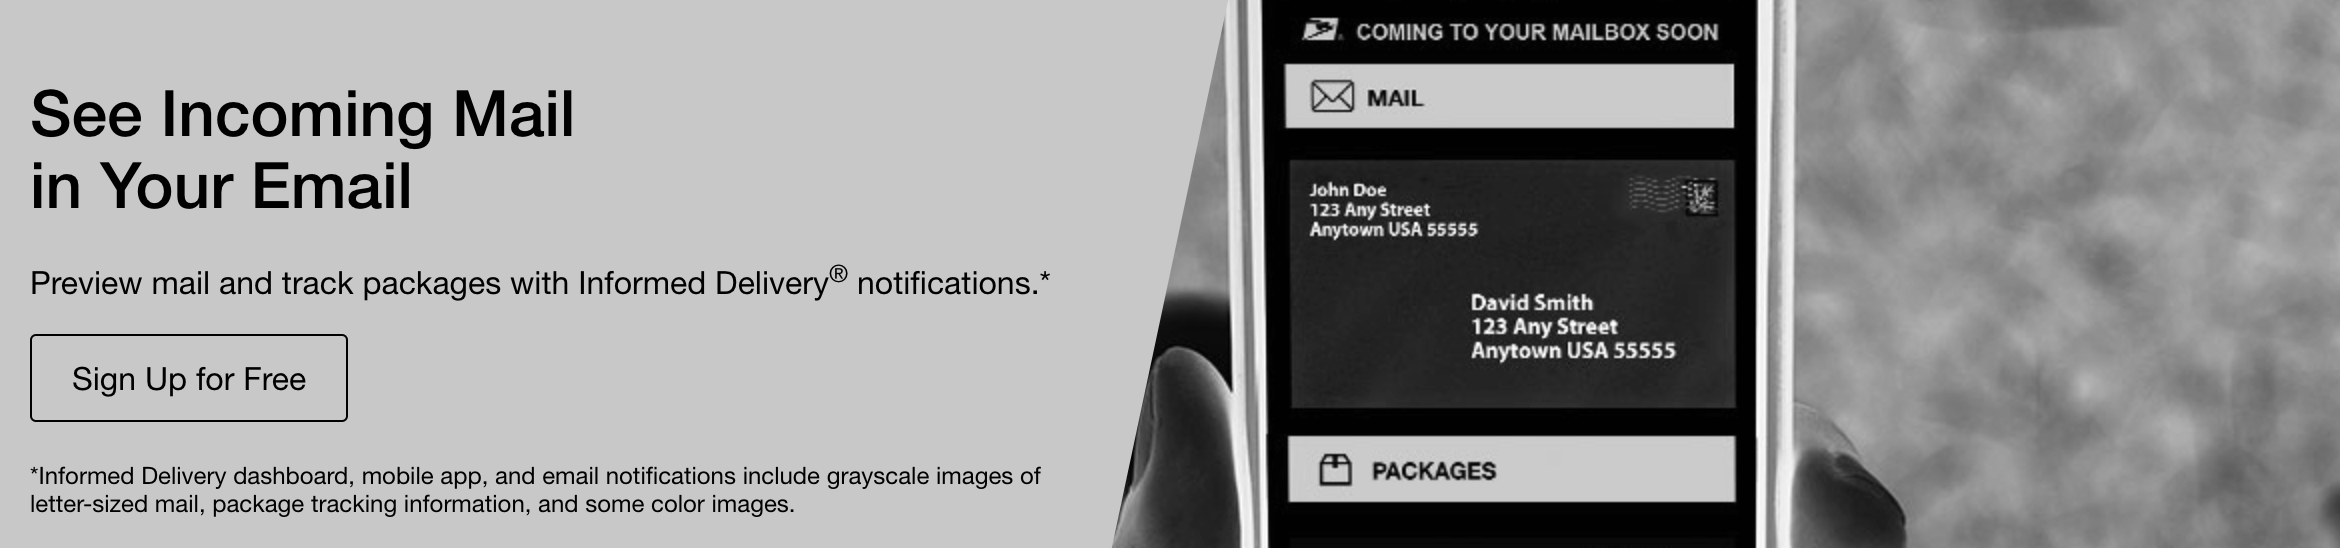 See Incoming Mail
in Your Email
Preview mail and track packages with Informed Delivery® notifications.*
Sign Up for Free
*Informed Delivery dashboard, mobile app, and email notifications include grayscale images of
letter-sized mail, package tracking information, and some color images.
COMING TO YOUR MAILBOX SOON
MAIL
John Doe
123 Any Street
Anytown USA 55555
David Smith
123 Any Street
Anytown USA 55555
PACKAGES